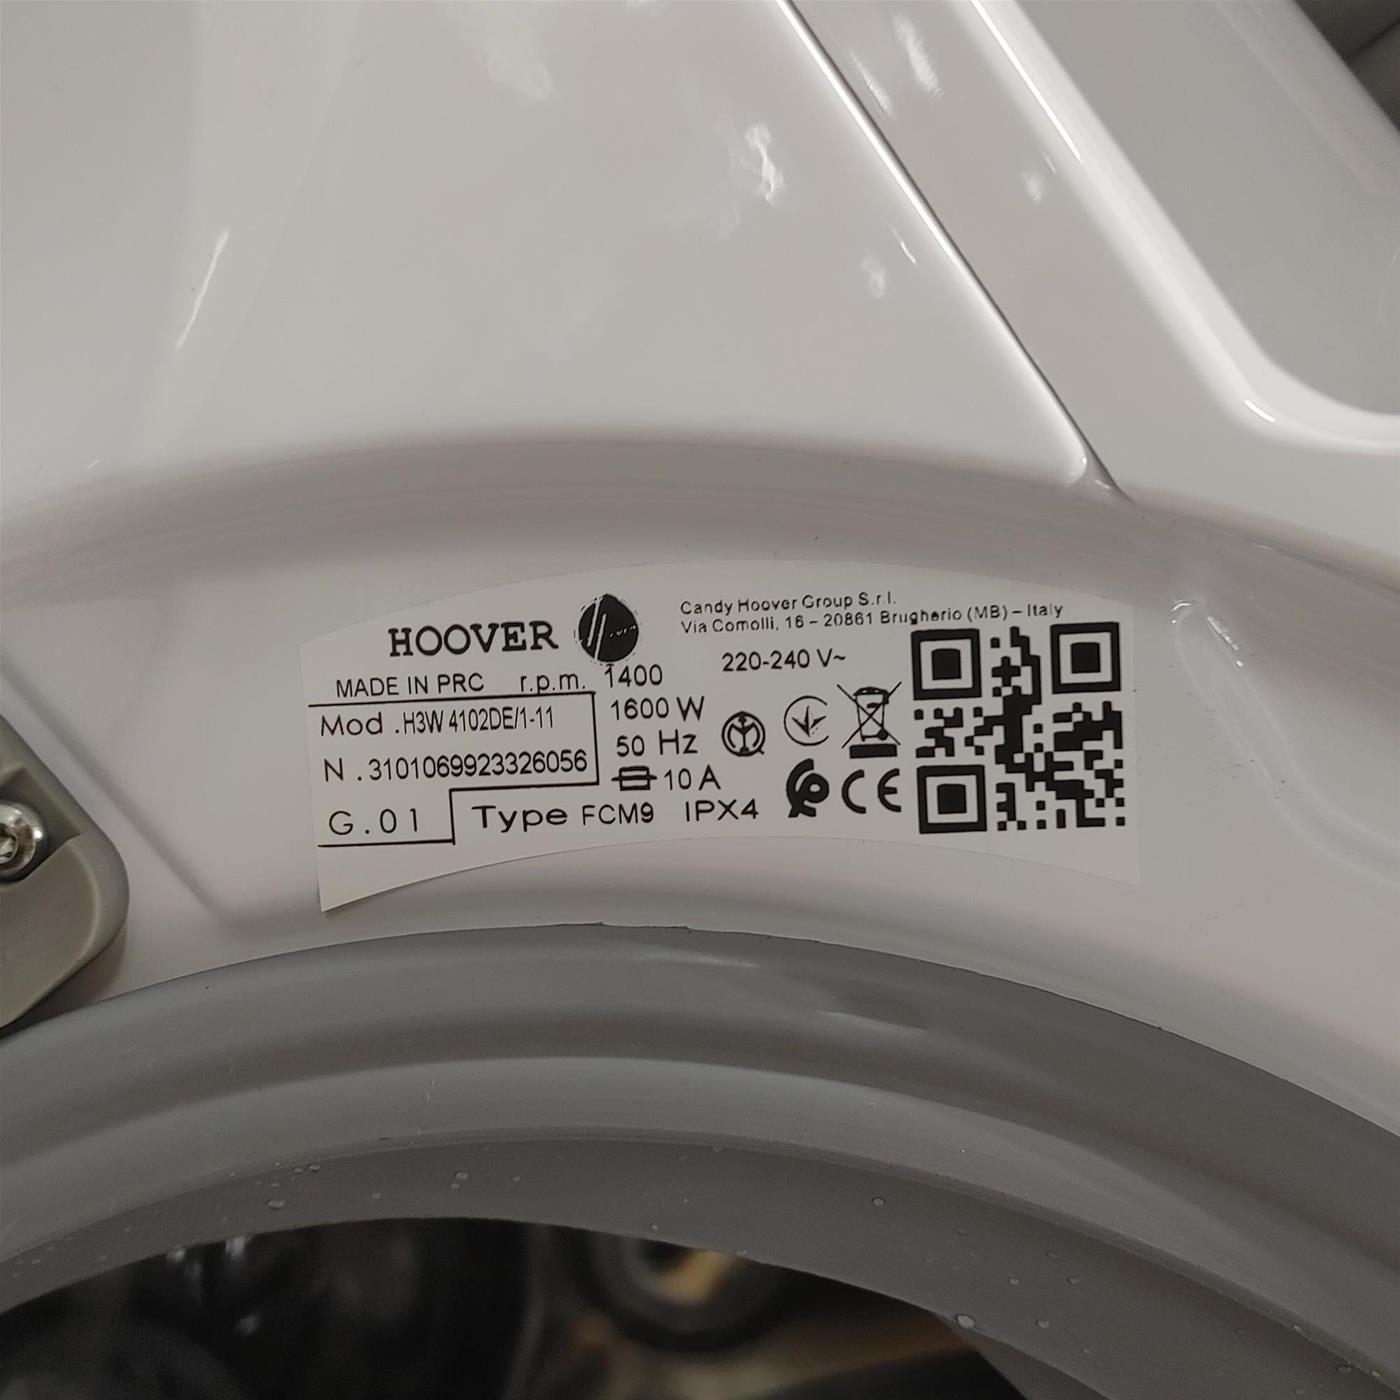 HOOVER
Candy Hoover Group S.r.l.
Via Comolli, 16 – 20861 Brugherio (MB) – Italy
MADE IN PRC r.p.m. 1400 220-240 V~
Mod .H3W 4102DE/1-11 1600 W
N .3101069923326056 50 Hz
10 A
G.01 Type FCM9 IPX4 CE